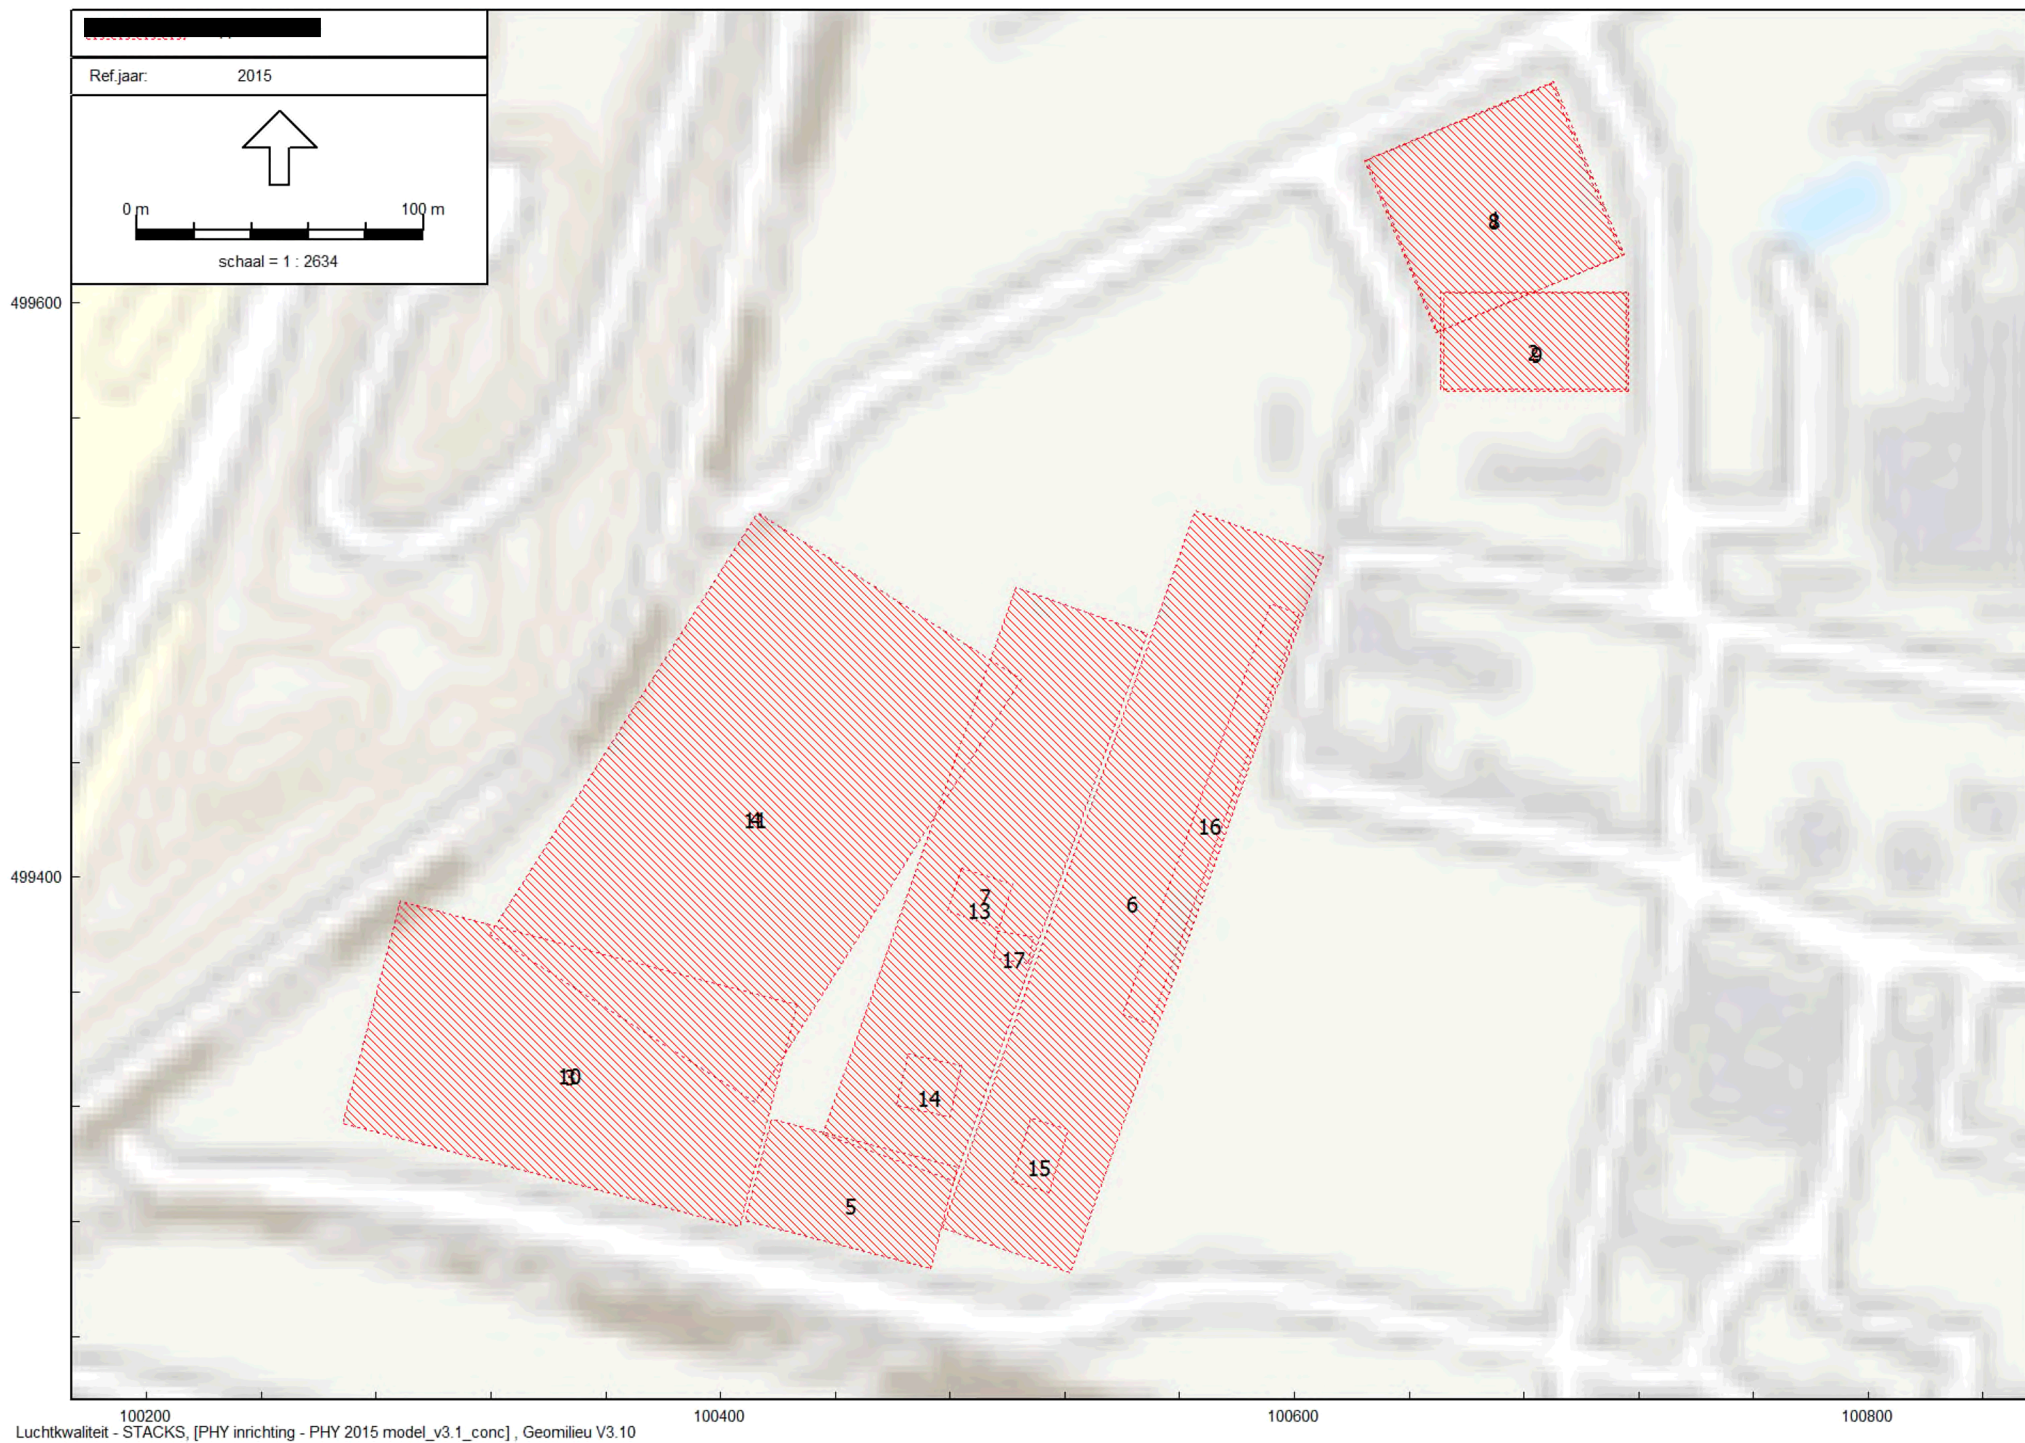 Ref.jaar: 2015
0 m 100 m
schaal = 1 : 2634
499600
499400
8
9
6
16
7
13
17
14
15
5
11
10
100200 100400 100600 100800
Luchtkwaliteit - STACKS, [PHY inrichting - PHY 2015 model_v3.1_conc] , Geomilieu V3.10